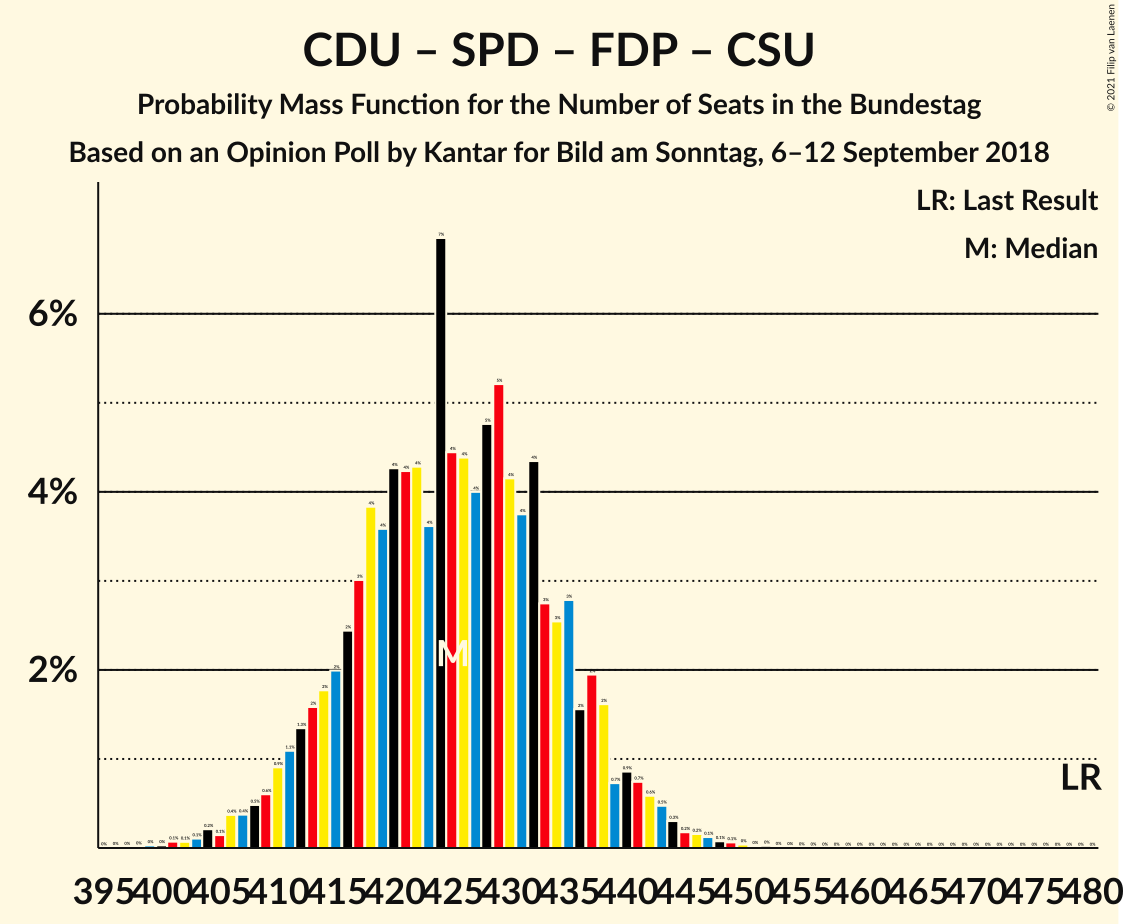 © 2021 Filip van Laenen
CDU – SPD – FDP – CSU
Probability Mass Function for the Number of Seats in the Bundestag
Based on an Opinion Poll by Kantar for Bild am Sonntag, 6–12 September 2018
LR: Last Result
M: Median
6%
4%
2%
M
LR
395 400 405 410 415 420 425 430 435 440 445 450 455 460 465 470 475 480